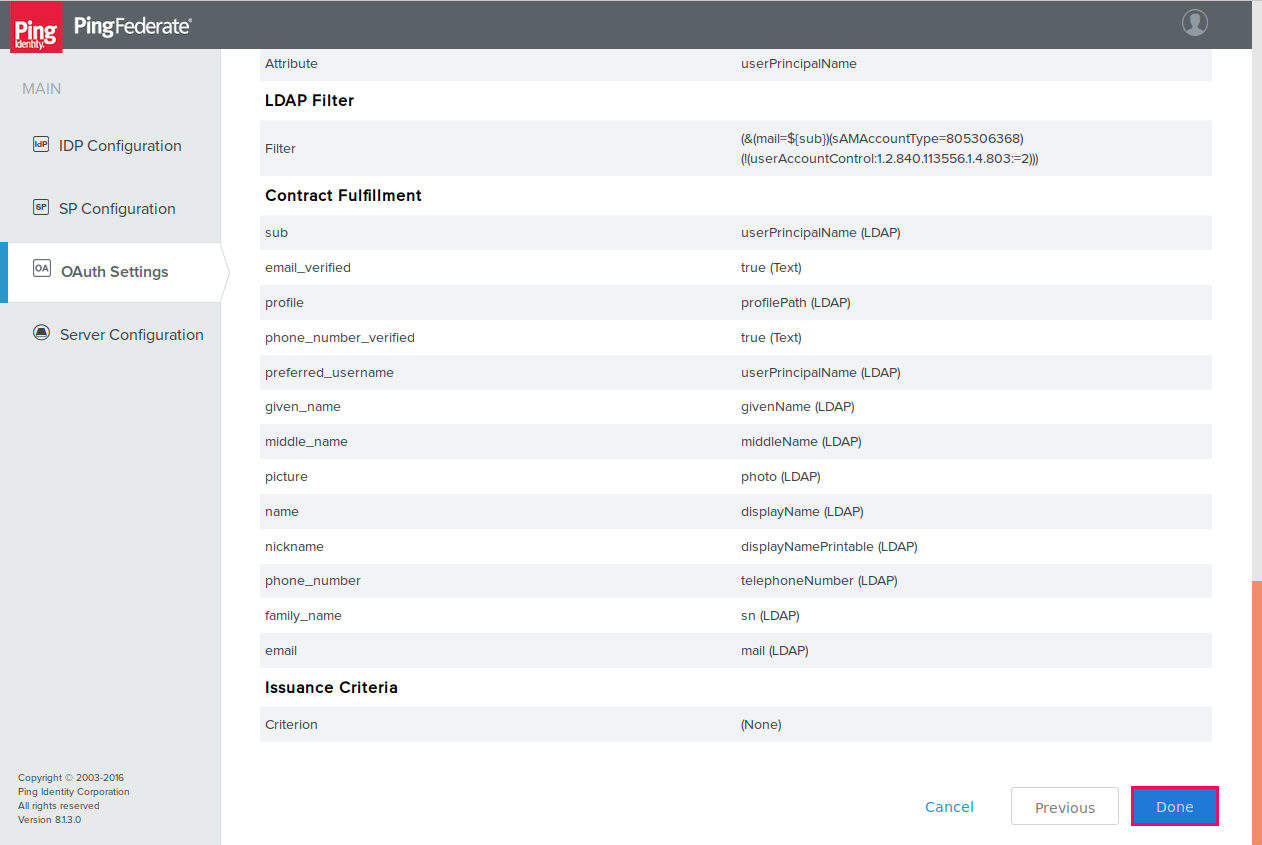 Ping
Identity.
PingFederate®
MAIN
IdP IDP Configuration
SP SP Configuration
OA OAuth Settings
Server Configuration
Copyright © 2003-2016
Ping Identity Corporation
All rights reserved
Version 8.1.3.0
Attribute userPrincipalName
LDAP Filter
Filter (&(mail=${sub})(sAMAccountType=805306368)
(!(userAccountControl:1.2.840.113556.1.4.803:=2)))
Contract Fulfillment
sub userPrincipalName (LDAP)
email_verified true (Text)
profile profilePath (LDAP)
phone_number_verified true (Text)
preferred_username userPrincipalName (LDAP)
given_name givenName (LDAP)
middle_name middleName (LDAP)
picture photo (LDAP)
name displayName (LDAP)
nickname displayNamePrintable (LDAP)
phone_number telephoneNumber (LDAP)
family_name sn (LDAP)
email mail (LDAP)
Issuance Criteria
Criterion (None)
Cancel Previous Done